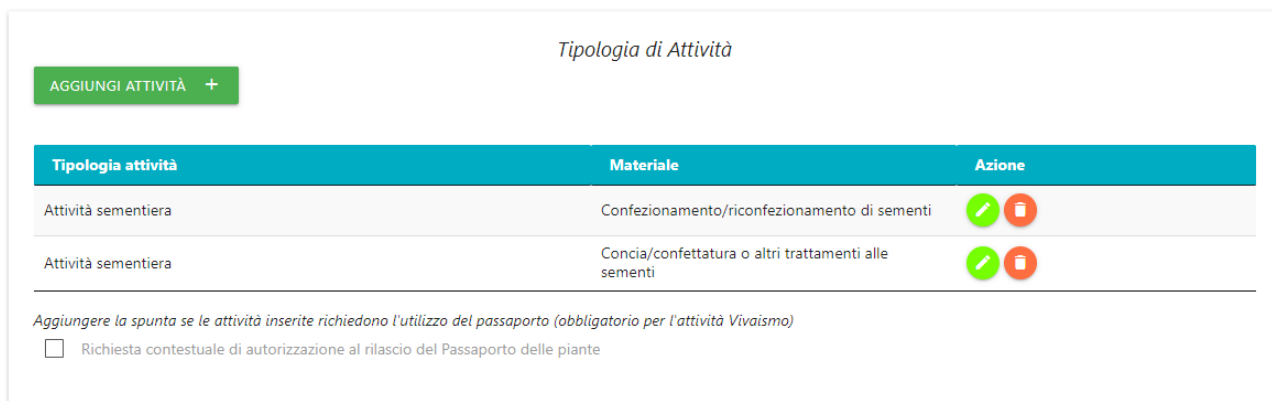 Tipologia di Attività
AGGIUNGI ATTIVITÀ +
Tipologia attività Materiale Azione
Attività sementiera Confezionamento/riconfezionamento di sementi
Attività sementiera Concia/confettatura o altri trattamenti alle
sementi
Aggiungere la spunta se le attività inserite richiedono l'utilizzo del passaporto (obbligatorio per l'attività Vivaismo)
Richiesta contestuale di autorizzazione al rilascio del Passaporto delle piante